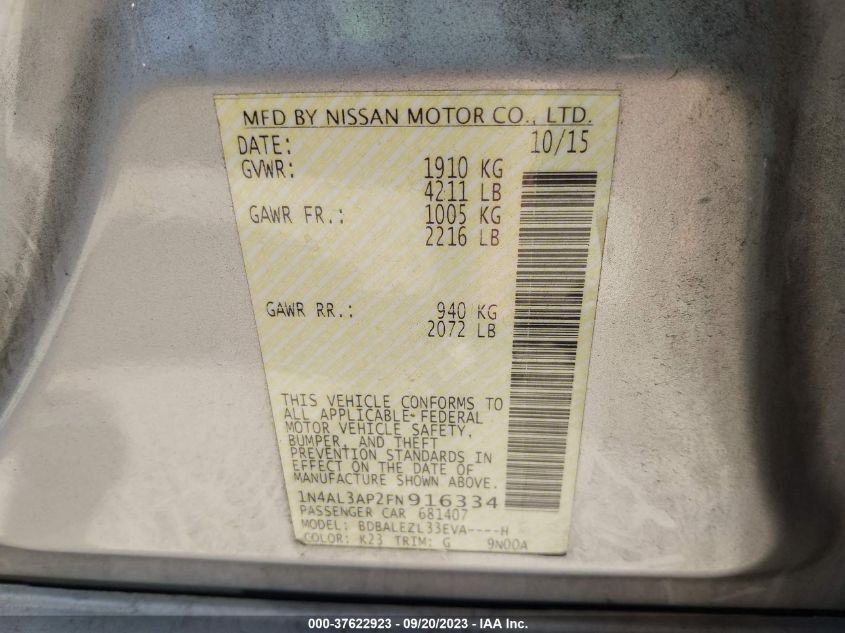 MFD BY NISSAN MOTOR CO., LTD.
DATE: 10/15
GVWR: 1910 KG
4211 LB
GAWR FR.: 1005 KG
2216 LB
GAWR RR.: 940 KG
2072 LB
THIS VEHICLE CONFORMS TO
ALL APPLICABLE FEDERAL
MOTOR VEHICLE SAFETY,
BUMPER, AND THEFT
PREVENTION STANDARDS IN
EFFECT ON THE DATE OF
MANUFACTURE SHOWN ABOVE.
1N4AL3AP2FN916334
PASSENGER CAR 681407
MODEL: BDBALEZL33EVA----H
COLOR: K23 TRIM: G 9N00A
000-37622923 - 09/20/2023 - IAA Inc.